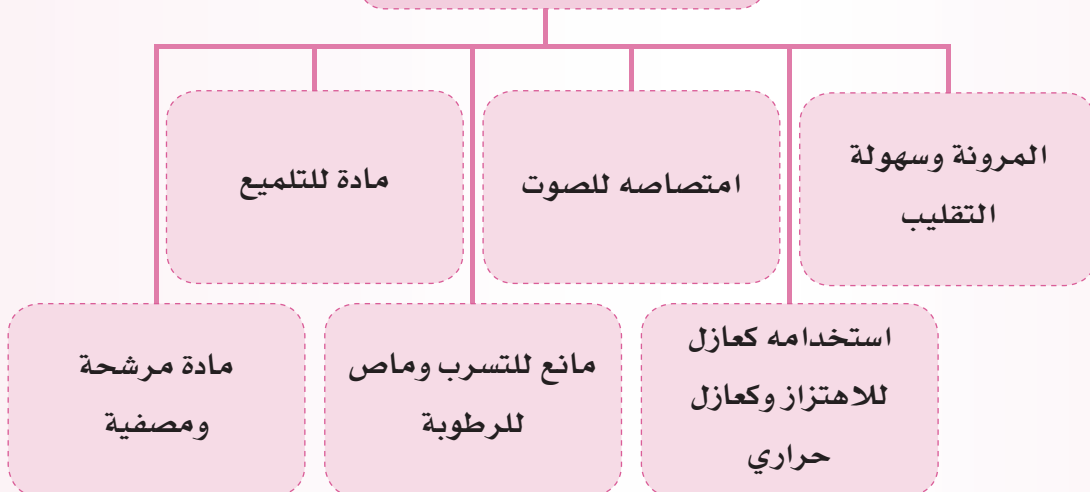 المرونة وسهولة
التقليب
امتصاصه للصوت
مادة للتلميع
استخدامه كعازل
للاهتزاز وكعازل
حراري
مانع للتسرب وماص
للرطوبة
مادة مرشحة
ومصفية